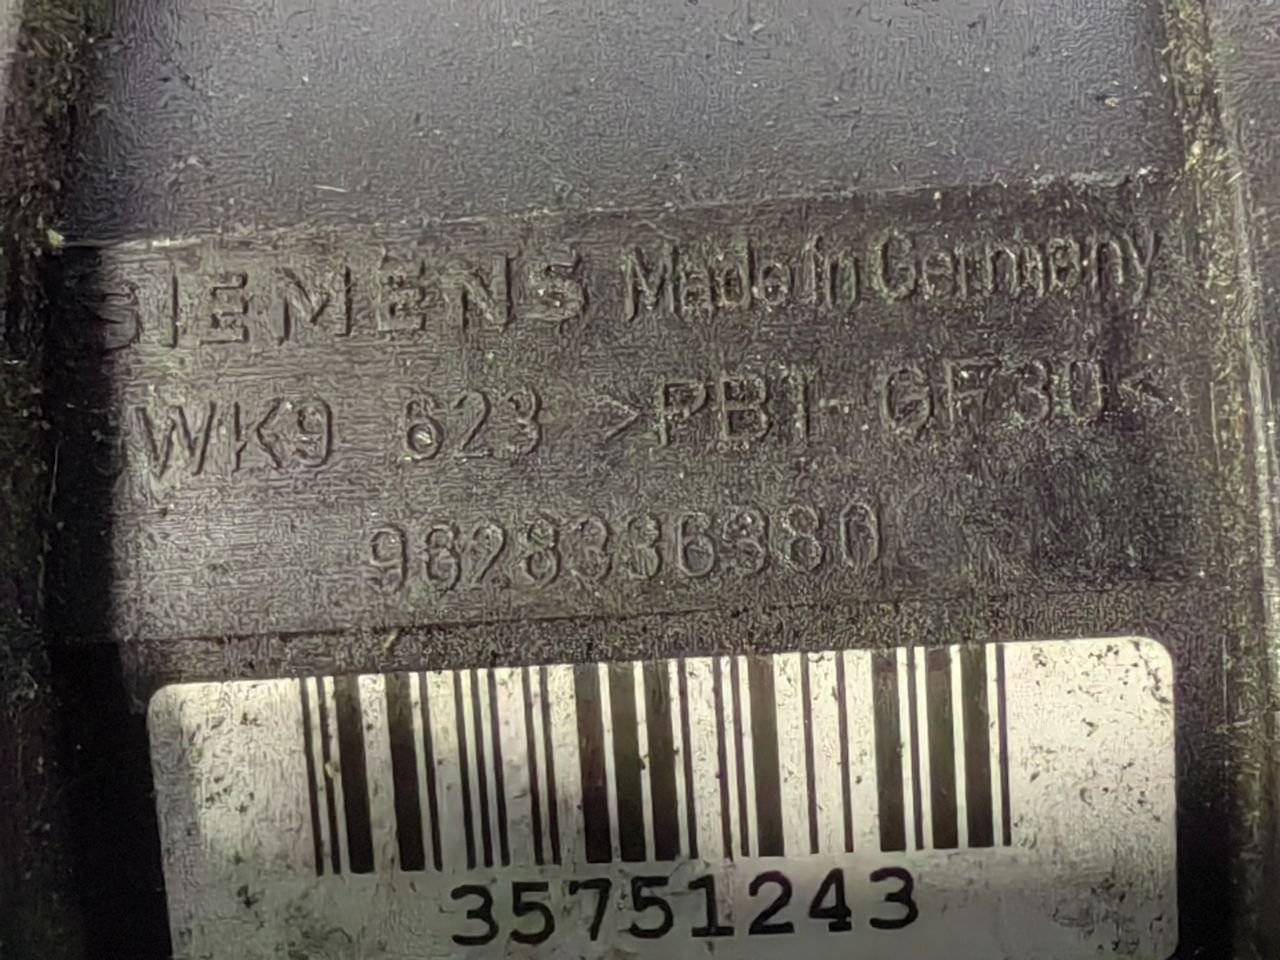 SIEMENS Made in Germany
5WK9 623 >PBT-GF30<
9628336380
35751243